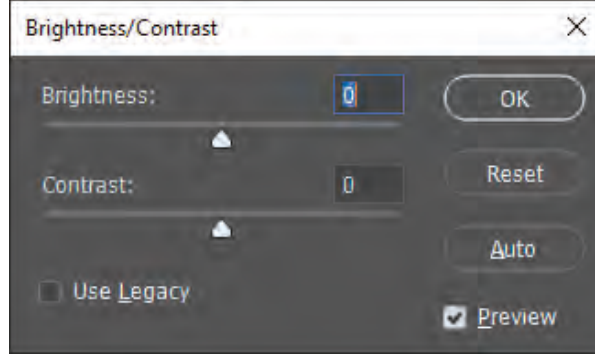 Brightness/Contrast
Brightness: 0
OK
Contrast: 0
Reset
Auto
Use Legacy
Preview